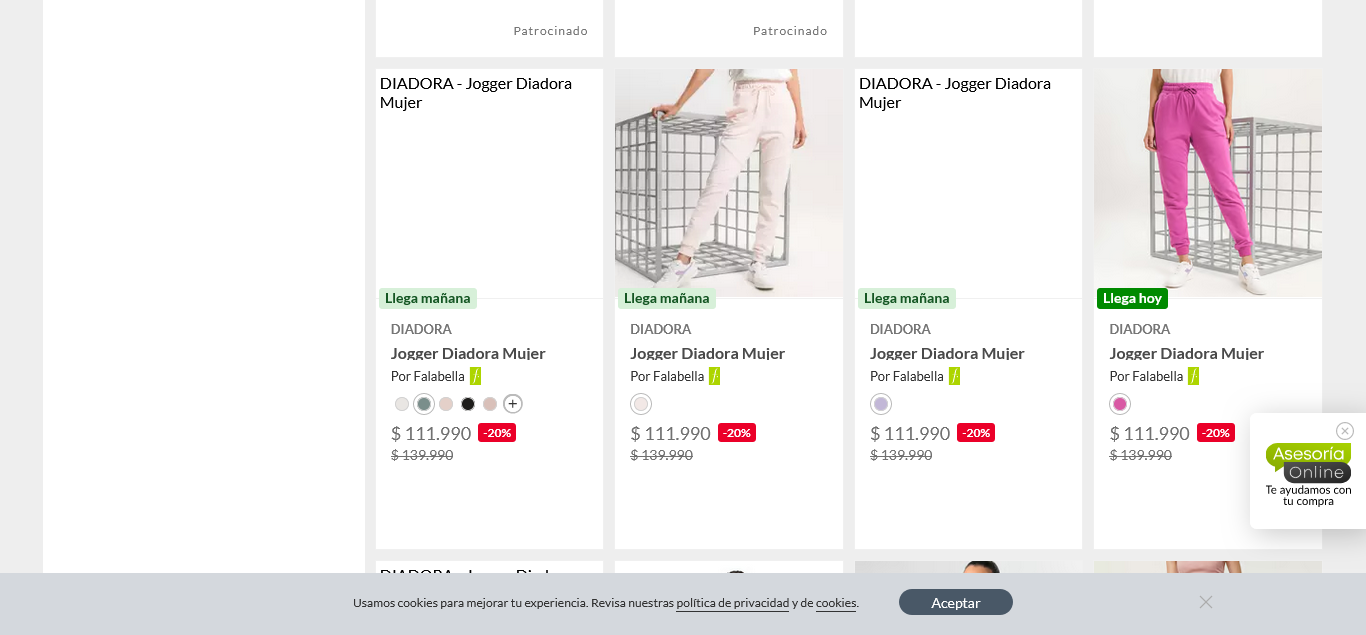 Patrocinado
Patrocinado
DIADORA - Jogger Diadora
Mujer
Llega mañana
DIADORA
Jogger Diadora Mujer
Por Falabella
+
$ 111.990 -20%
$ 139.990
Llega mañana
DIADORA
Jogger Diadora Mujer
Por Falabella
$ 111.990 -20%
$ 139.990
DIADORA - Jogger Diadora
Mujer
Llega mañana
DIADORA
Jogger Diadora Mujer
Por Falabella
$ 111.990 -20%
$ 139.990
Llega hoy
DIADORA
Jogger Diadora Mujer
Por Falabella
$ 111.990 -20%
$ 139.990
Asesoría
Online
Te ayudamos con
tu compra
Usamos cookies para mejorar tu experiencia. Revisa nuestras política de privacidad y de cookies.
Aceptar